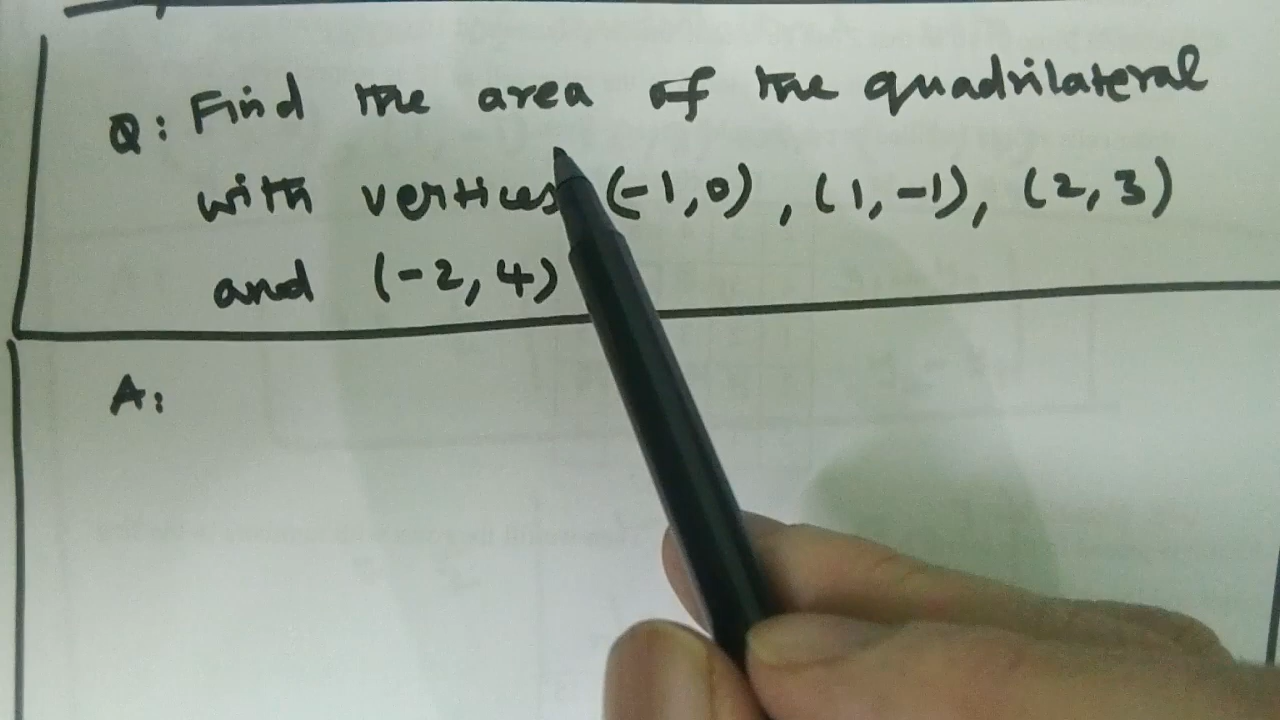 Q: Find the area of the quadrilateral
with vertices (-1,0), (1,-1), (2,3)
and (-2,4)
A: